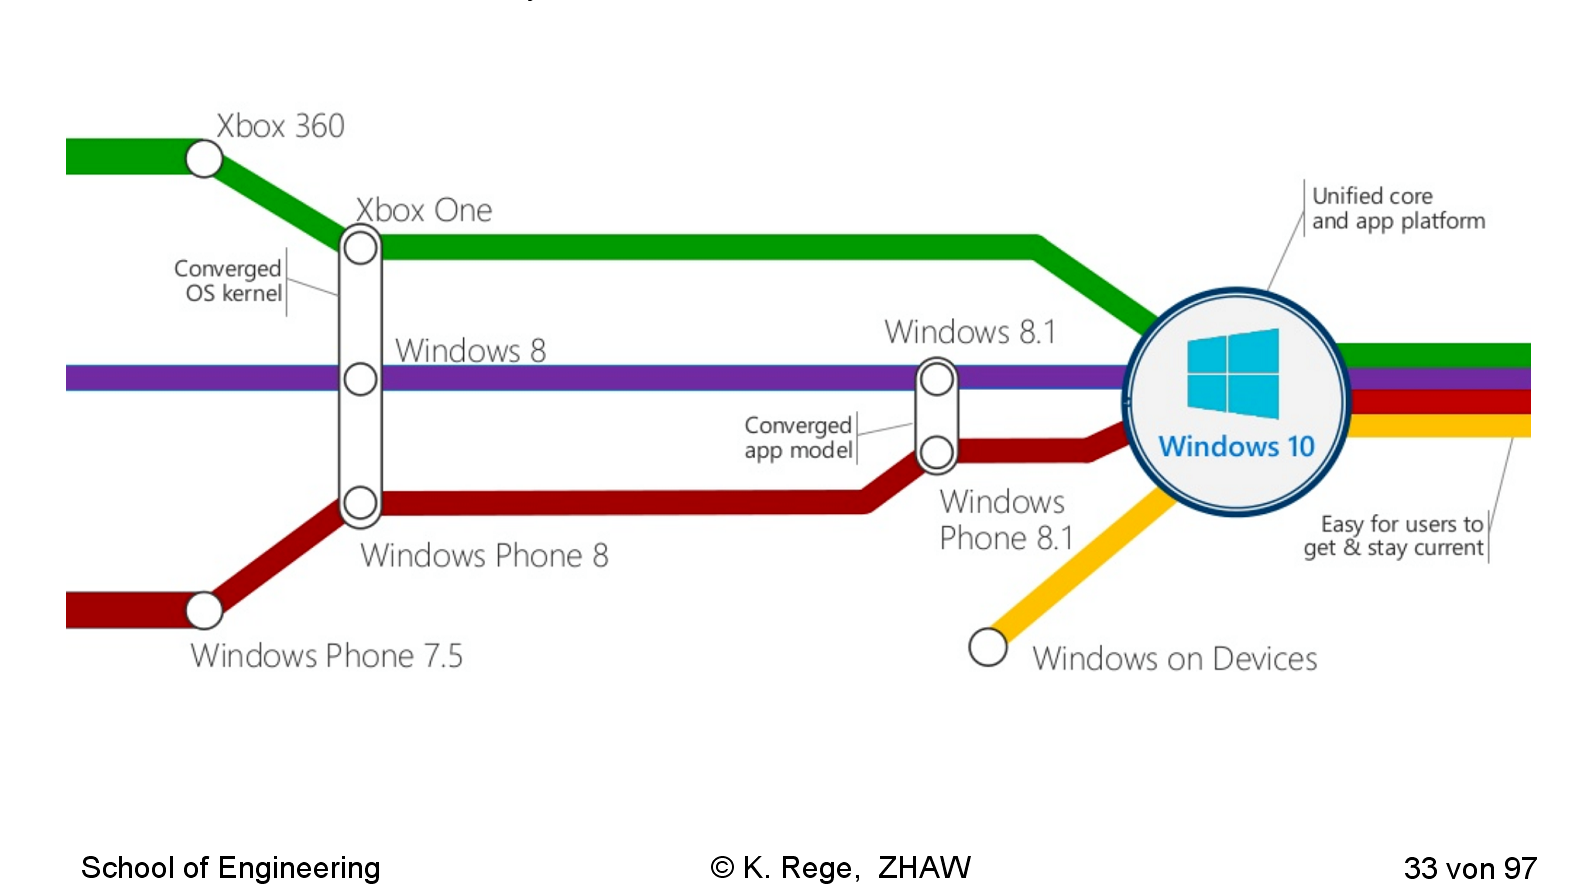 Xbox 360
Xbox One
Unified core
and app platform
Converged
OS kernel
Windows 8
Windows 8.1
Converged
app model
Windows 10
Windows
Phone 8.1
Easy for users to
get & stay current
Windows Phone 8
Windows Phone 7.5
Windows on Devices
School of Engineering
© K. Rege, ZHAW
33 von 97